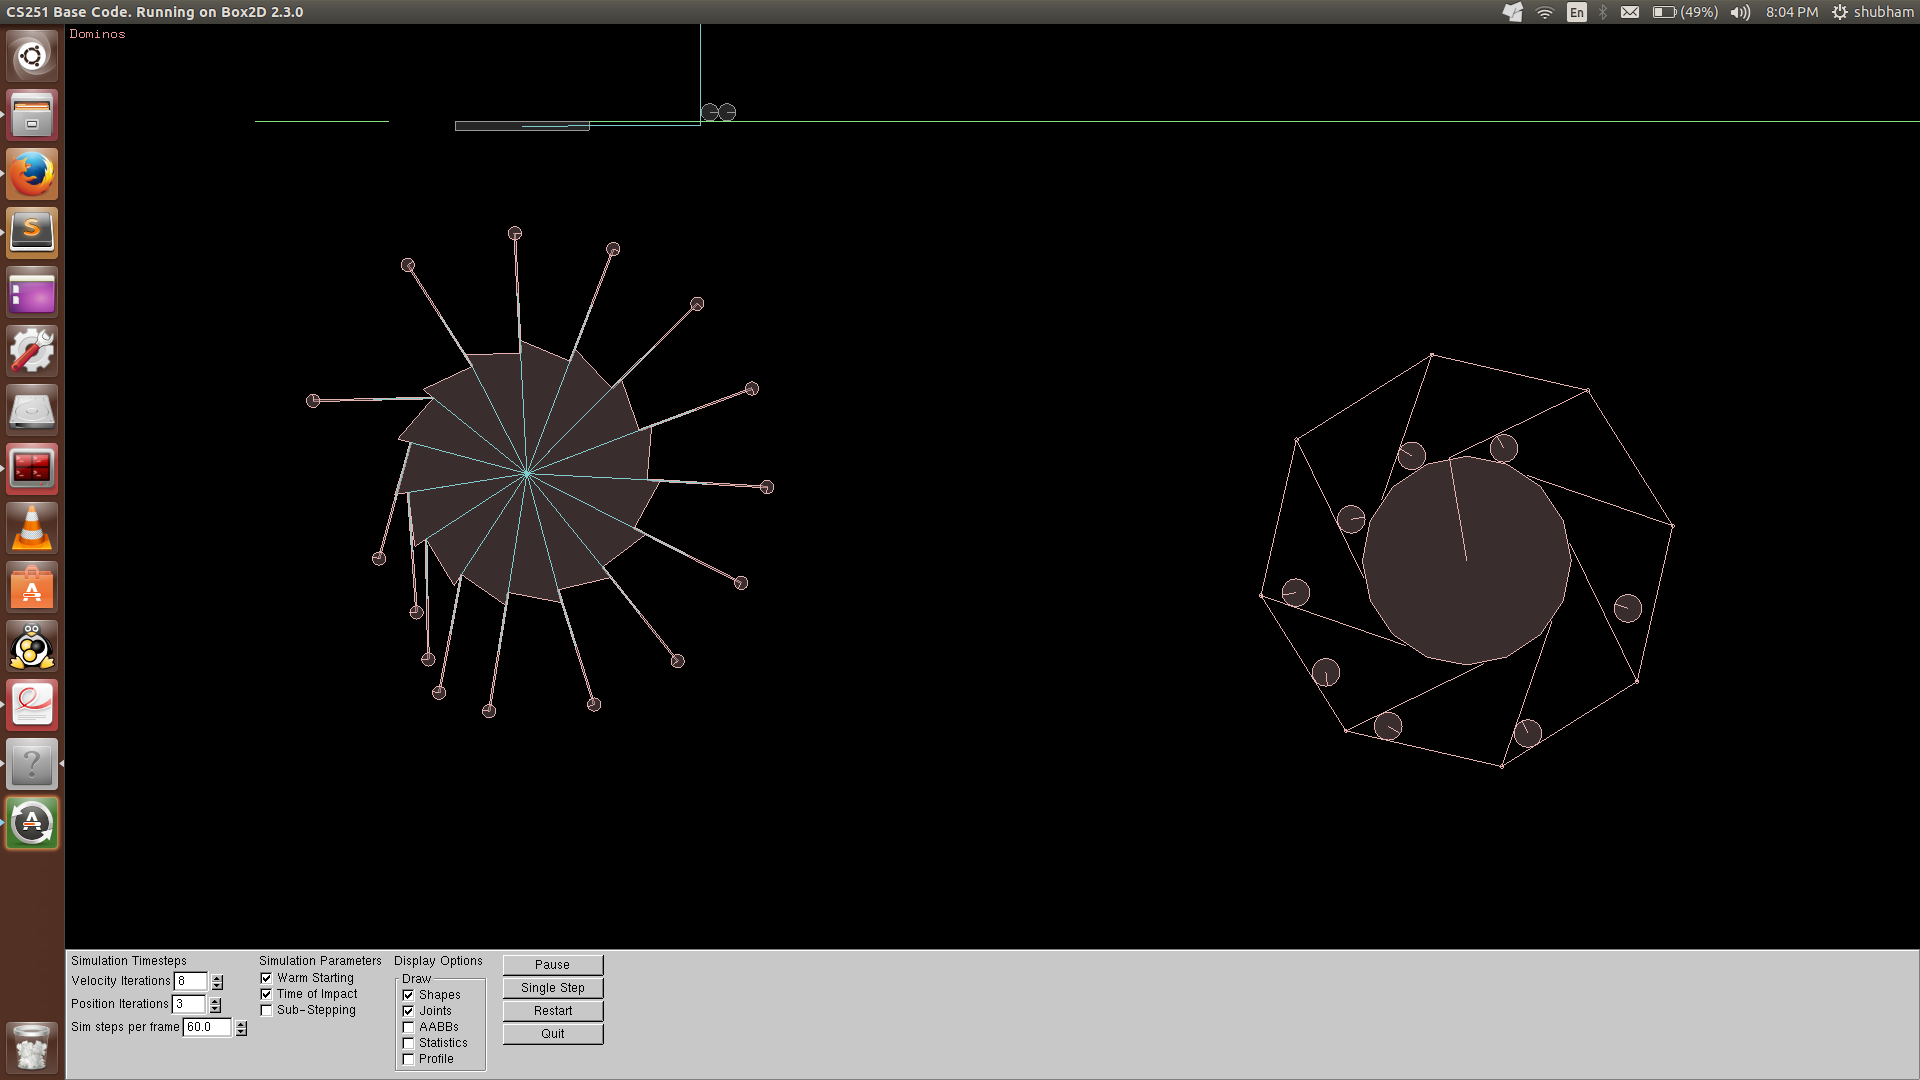 CS251 Base Code. Running on Box2D 2.3.0
En
(49%)
8:04 PM
shubham
Dominos
Simulation Timesteps
Velocity Iterations 8
Position Iterations 3
Sim steps per frame 60.0
Simulation Parameters
Warm Starting
Time of Impact
Sub-Stepping
Display Options
Draw
Shapes
Joints
AABBs
Statistics
Profile
Pause
Single Step
Restart
Quit